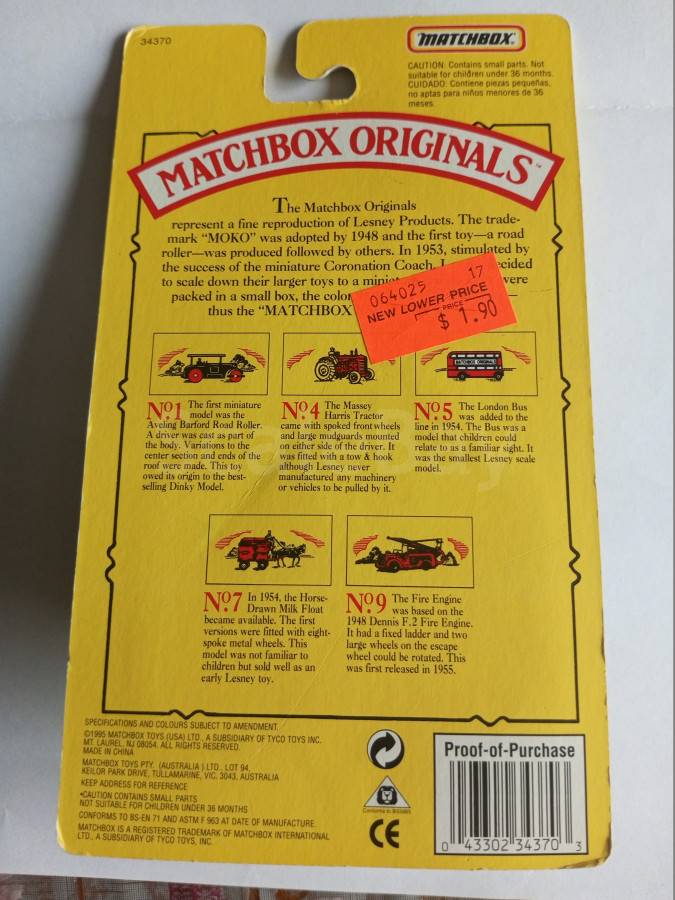 34370
MATCHBOX
CAUTION: Contains small parts. Not
suitable for children under 36 months.
CUIDADO: Contiene piezas pequeñas,
no aptas para niños menores de 36
meses.
MATCHBOX ORIGINALS™
The Matchbox Originals
represent a fine reproduction of Lesney Products. The trade-
mark “MOKO” was adopted by 1948 and the first toy—a road
roller—was produced followed by others. In 1953, stimulated by
the success of the miniature Coronation Coach,
to scale down their larger toys to a were
packed in a small box, the
thus the “MATCHBOX
064025 17
NEW LOWER PRICE
PRICE
$ 1.90
MATCHBOX ORIGINALS
No1 The first miniature
model was the
Aveling Barford Road Roller.
A driver was cast as part of
the body. Variations to the
center section and ends of the
roof were made. This toy
owed its origin to the best-
selling Dinky Model.
No4 The Massey
Harris Tractor
came with spoked front wheels
and large mudguards mounted
on either side of the driver. It
was fitted with a tow & hook
although Lesney never
manufactured any machinery
or vehicles to be pulled by it.
No5 The London Bus
was added to the
line in 1954. The Bus was a
model that children could
relate to as a familiar sight. It
was the smallest Lesney scale
model.
No7 In 1954, the Horse-
Drawn Milk Float
became available. The first
versions were fitted with eight-
spoke metal wheels. This
model was not familiar to
children but sold well as an
early Lesney toy.
No9 The Fire Engine
was based on the
1948 Dennis F.2 Fire Engine.
It had a fixed ladder and two
large wheels on the escape
wheel could be rotated. This
was first released in 1955.
SPECIFICATIONS AND COLOURS SUBJECT TO AMENDMENT.
©1995 MATCHBOX TOYS (USA) LTD., A SUBSIDIARY OF TYCO TOYS INC.
MT. LAUREL, NJ 08054. ALL RIGHTS RESERVED.
MADE IN CHINA
MATCHBOX TOYS PTY. (AUSTRALIA) LTD., LOT 94,
KEILOR PARK DRIVE, TULLAMARINE, VIC. 3043, AUSTRALIA
KEEP ADDRESS FOR REFERENCE
•CAUTION CONTAINS SMALL PARTS
NOT SUITABLE FOR CHILDREN UNDER 36 MONTHS
CONFORMS TO BS-EN 71 AND ASTM F 963 AT DATE OF MANUFACTURE.
MATCHBOX IS A REGISTERED TRADEMARK OF MATCHBOX INTERNATIONAL
LTD., A SUBSIDIARY OF TYCO TOYS, INC.
CE
Proof-of-Purchase
0 43302 34370 3